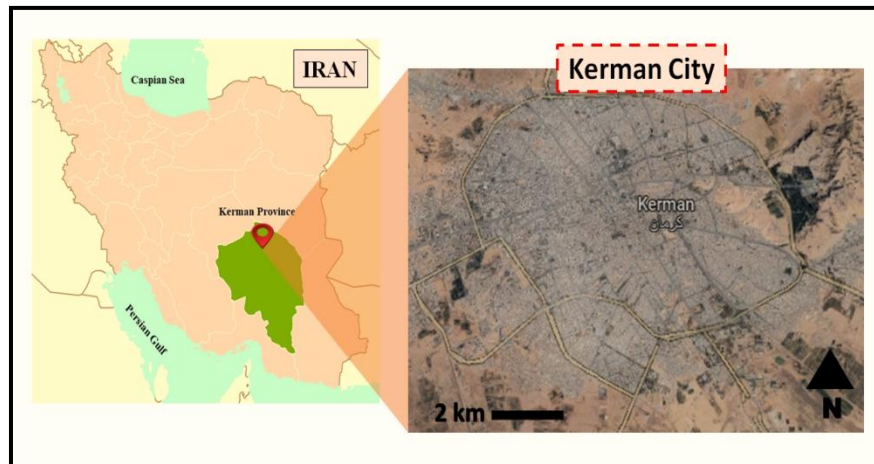 IRAN
Caspian Sea
Kerman Province
Persian Gulf
Kerman City
Kerman
کرمان
2 km
N